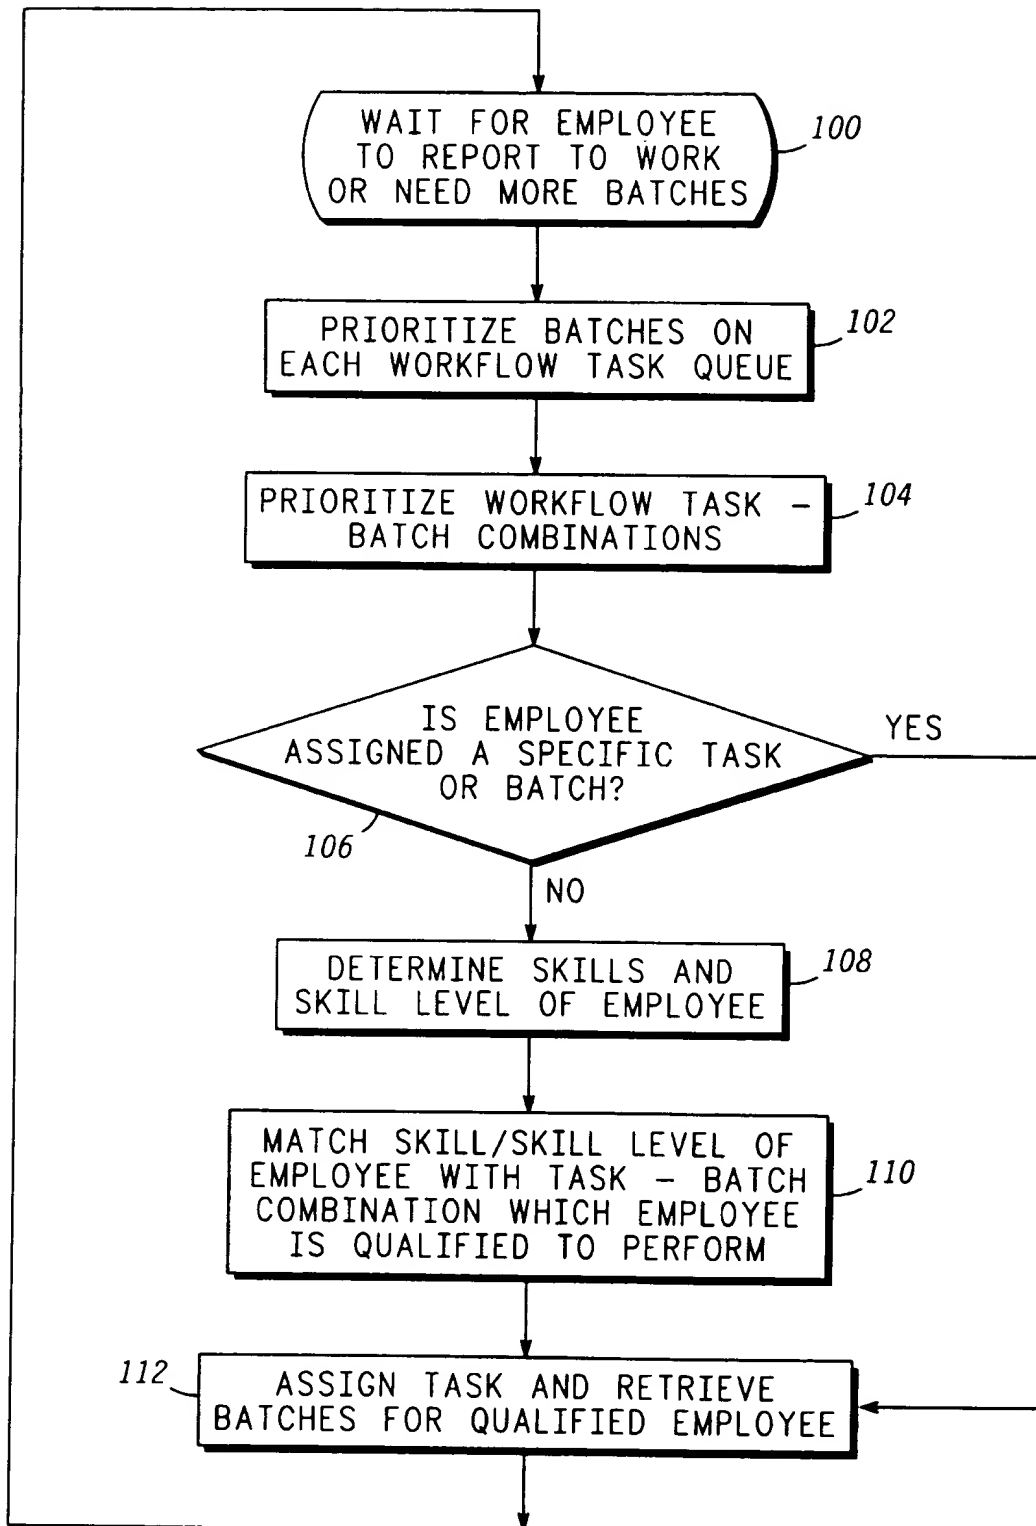 WAIT FOR EMPLOYEE
TO REPORT TO WORK
OR NEED MORE BATCHES
100
PRIORITIZE BATCHES ON
EACH WORKFLOW TASK QUEUE
102
PRIORITIZE WORKFLOW TASK –
BATCH COMBINATIONS
104
IS EMPLOYEE
ASSIGNED A SPECIFIC TASK
OR BATCH?
YES
106
NO
DETERMINE SKILLS AND
SKILL LEVEL OF EMPLOYEE
108
MATCH SKILL/SKILL LEVEL OF
EMPLOYEE WITH TASK – BATCH
COMBINATION WHICH EMPLOYEE
IS QUALIFIED TO PERFORM
110
112
ASSIGN TASK AND RETRIEVE
BATCHES FOR QUALIFIED EMPLOYEE